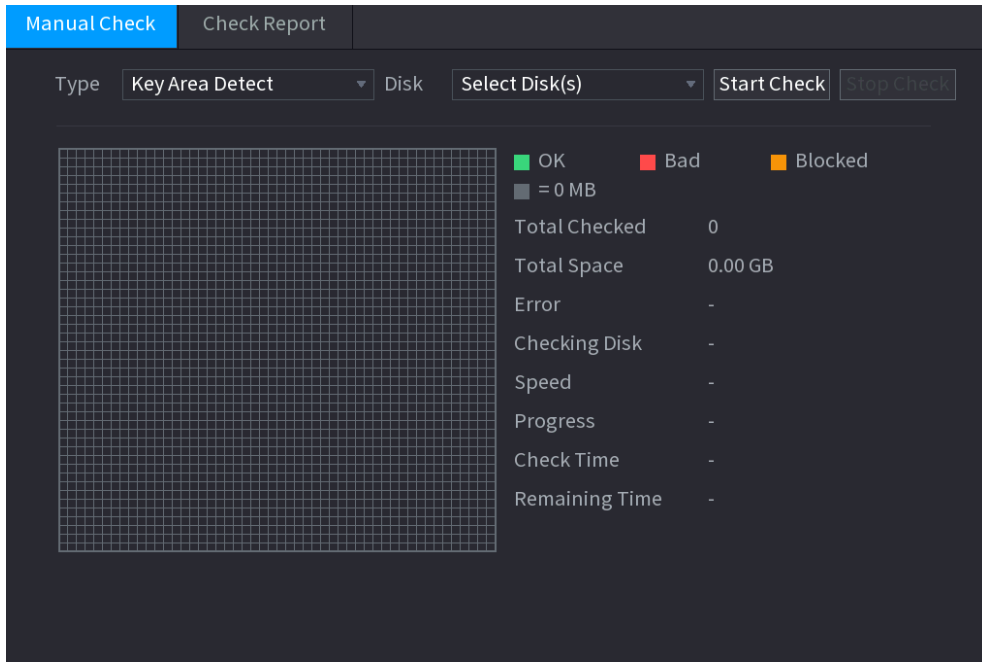 Manual Check Check Report
Type Key Area Detect Disk Select Disk(s) Start Check Stop Check
OK Bad Blocked
= 0 MB
Total Checked 0
Total Space 0.00 GB
Error -
Checking Disk -
Speed -
Progress -
Check Time -
Remaining Time -